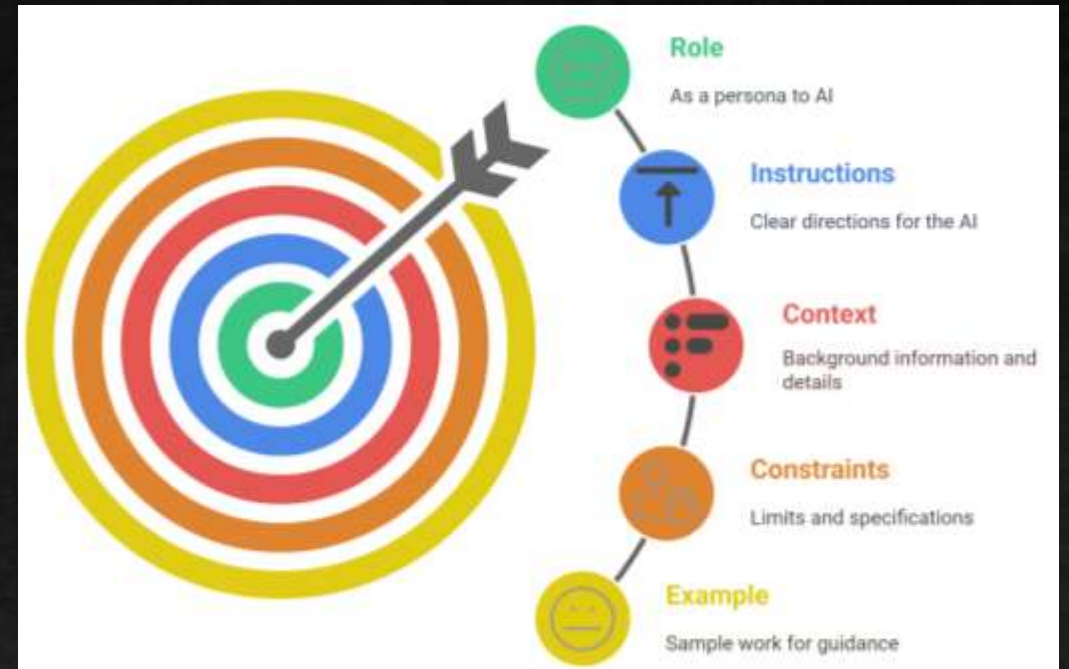 Role
As a persona to AI
Instructions
Clear directions for the AI
Context
Background information and
details
Constraints
Limits and specifications
Example
Sample work for guidance